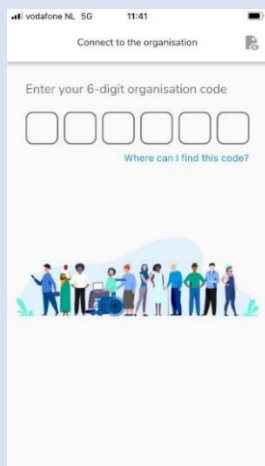 vodafone NL 5G 11:41
Connect to the organisation
Enter your 6-digit organisation code
Where can I find this code?